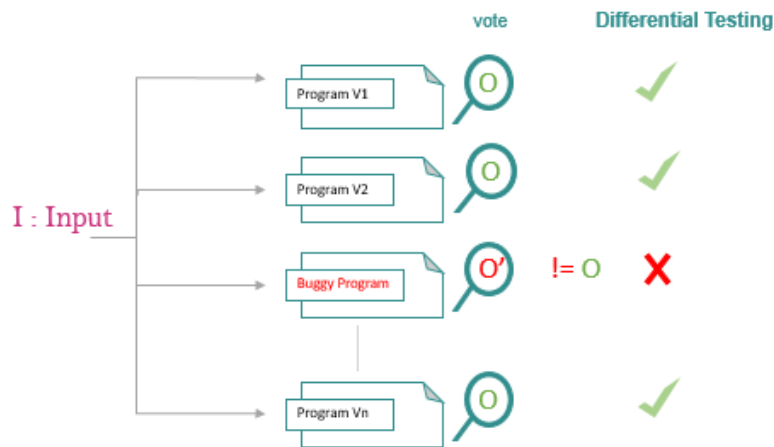 vote Differential Testing
Program V1 O
Program V2 O
I : Input
Buggy Program O’ != O
Program Vn O